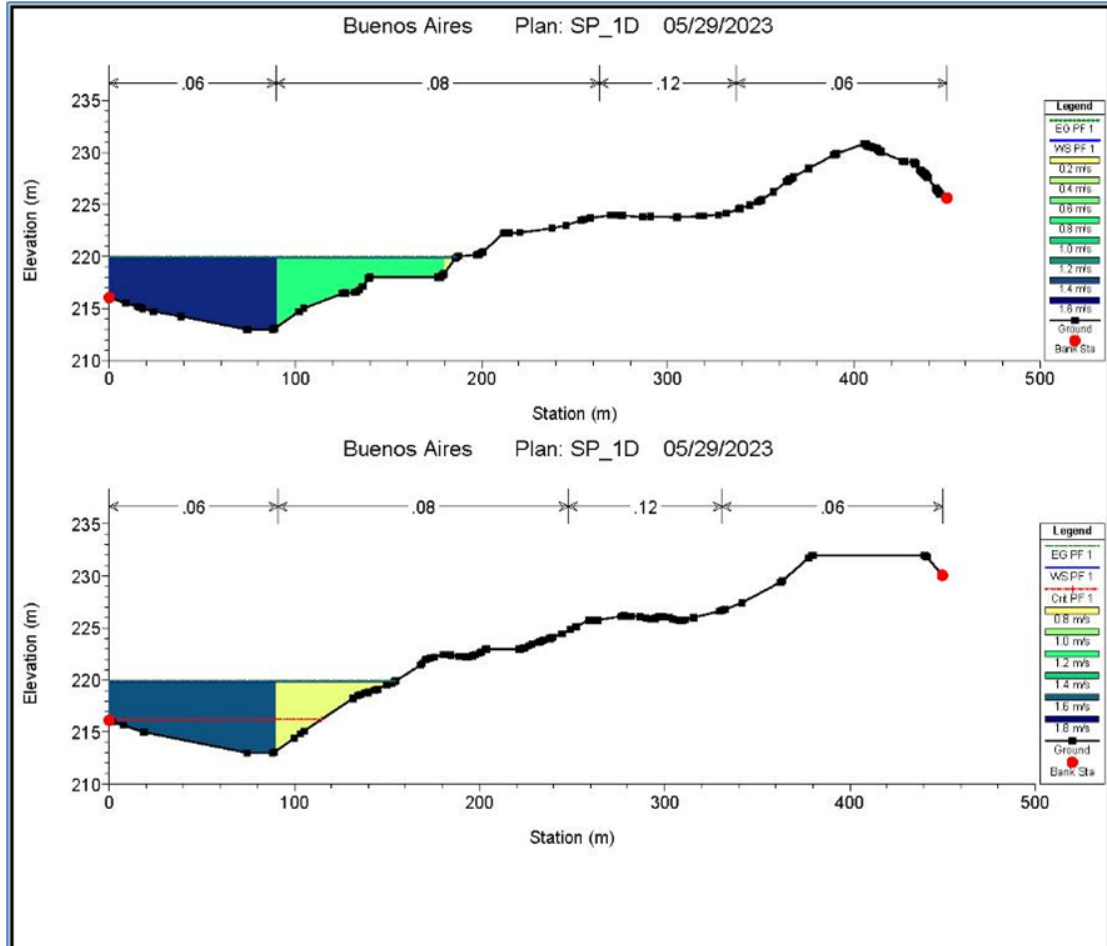 Buenos Aires Plan: SP_1D 05/29/2023
.06 .08 .12 .06
Elevation (m)
235
230
225
220
215
210
0 100 200 300 400 500
Station (m)
Legend
EG PF 1
WS PF 1
0.2 m/s
0.4 m/s
0.6 m/s
0.8 m/s
1.0 m/s
1.2 m/s
1.4 m/s
1.6 m/s
Ground
Bank Sta
Buenos Aires Plan: SP_1D 05/29/2023
.06 .08 .12 .06
Elevation (m)
235
230
225
220
215
210
0 100 200 300 400 500
Station (m)
Legend
EG PF 1
WS PF 1
Crit PF 1
0.8 m/s
1.0 m/s
1.2 m/s
1.4 m/s
1.6 m/s
1.8 m/s
Ground
Bank Sta